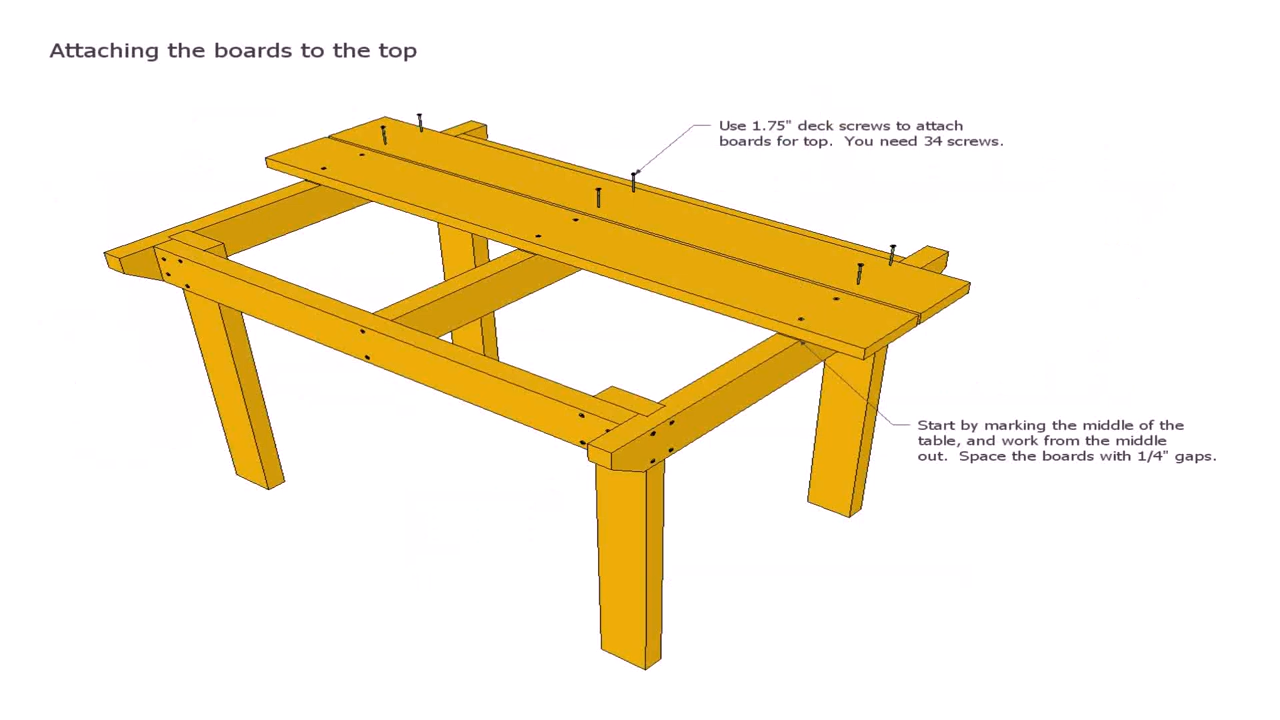 Attaching the boards to the top
Use 1.75" deck screws to attach
boards for top.  You need 34 screws.
Start by marking the middle of the
table, and work from the middle
out.  Space the boards with 1/4" gaps.